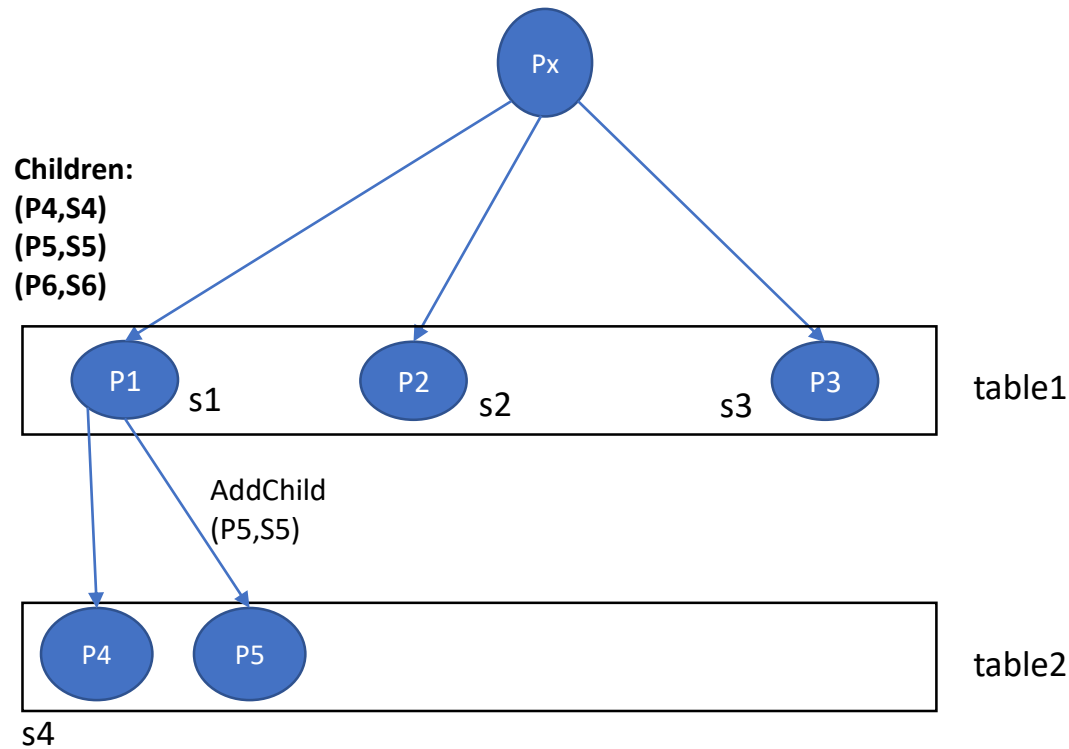 Px
Children:
(P4,S4)
(P5,S5)
(P6,S6)
P1
s1
P2
s2
s3
P3
table1
AddChild
(P5,S5)
P4
P5
table2
s4